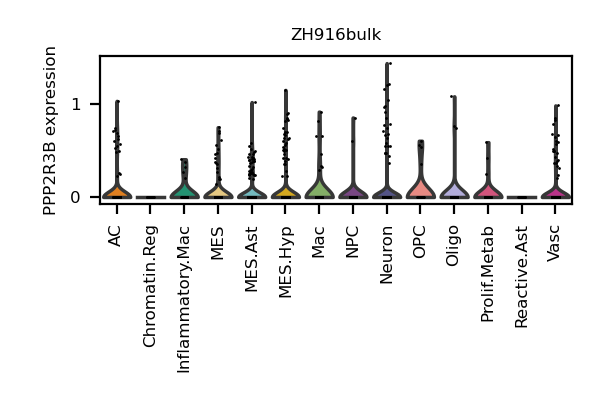 ZH916bulk
PPP2R3B expression
1
0
AC
Chromatin.Reg
Inflammatory.Mac
MES
MES.Ast
MES.Hyp
Mac
NPC
Neuron
OPC
Oligo
Prolif.Metab
Reactive.Ast
Vasc